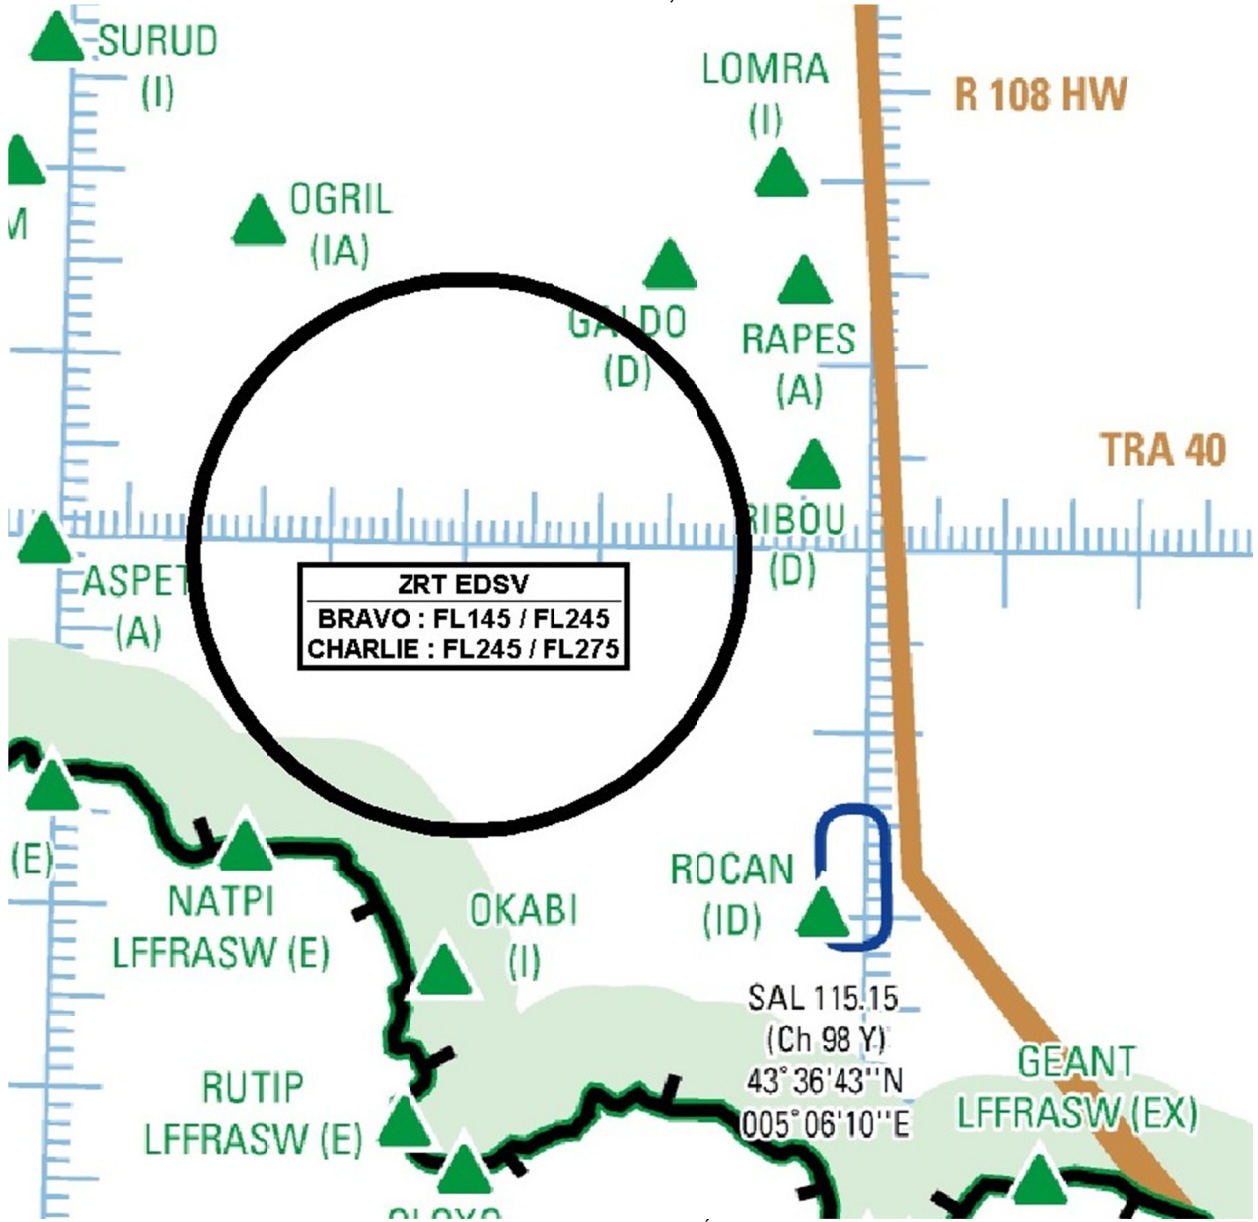 SURUD
(I)
LOMRA
(I)
R 108 HW
OGRIL
(IA)
M
GALDO
(D)
RAPES
(A)
TRA 40
RIBOU
(D)
ASPET
(A)
ZRT EDSV
BRAVO : FL145 / FL245
CHARLIE : FL245 / FL275
(E)
NATPI
LFFRASW (E)
OKABI
(I)
ROCAN
(ID)
SAL 115.15
(Ch 98 Y)
43°36'43''N
005°06'10''E
GEANT
LFFRASW (EX)
RUTIP
LFFRASW (E)